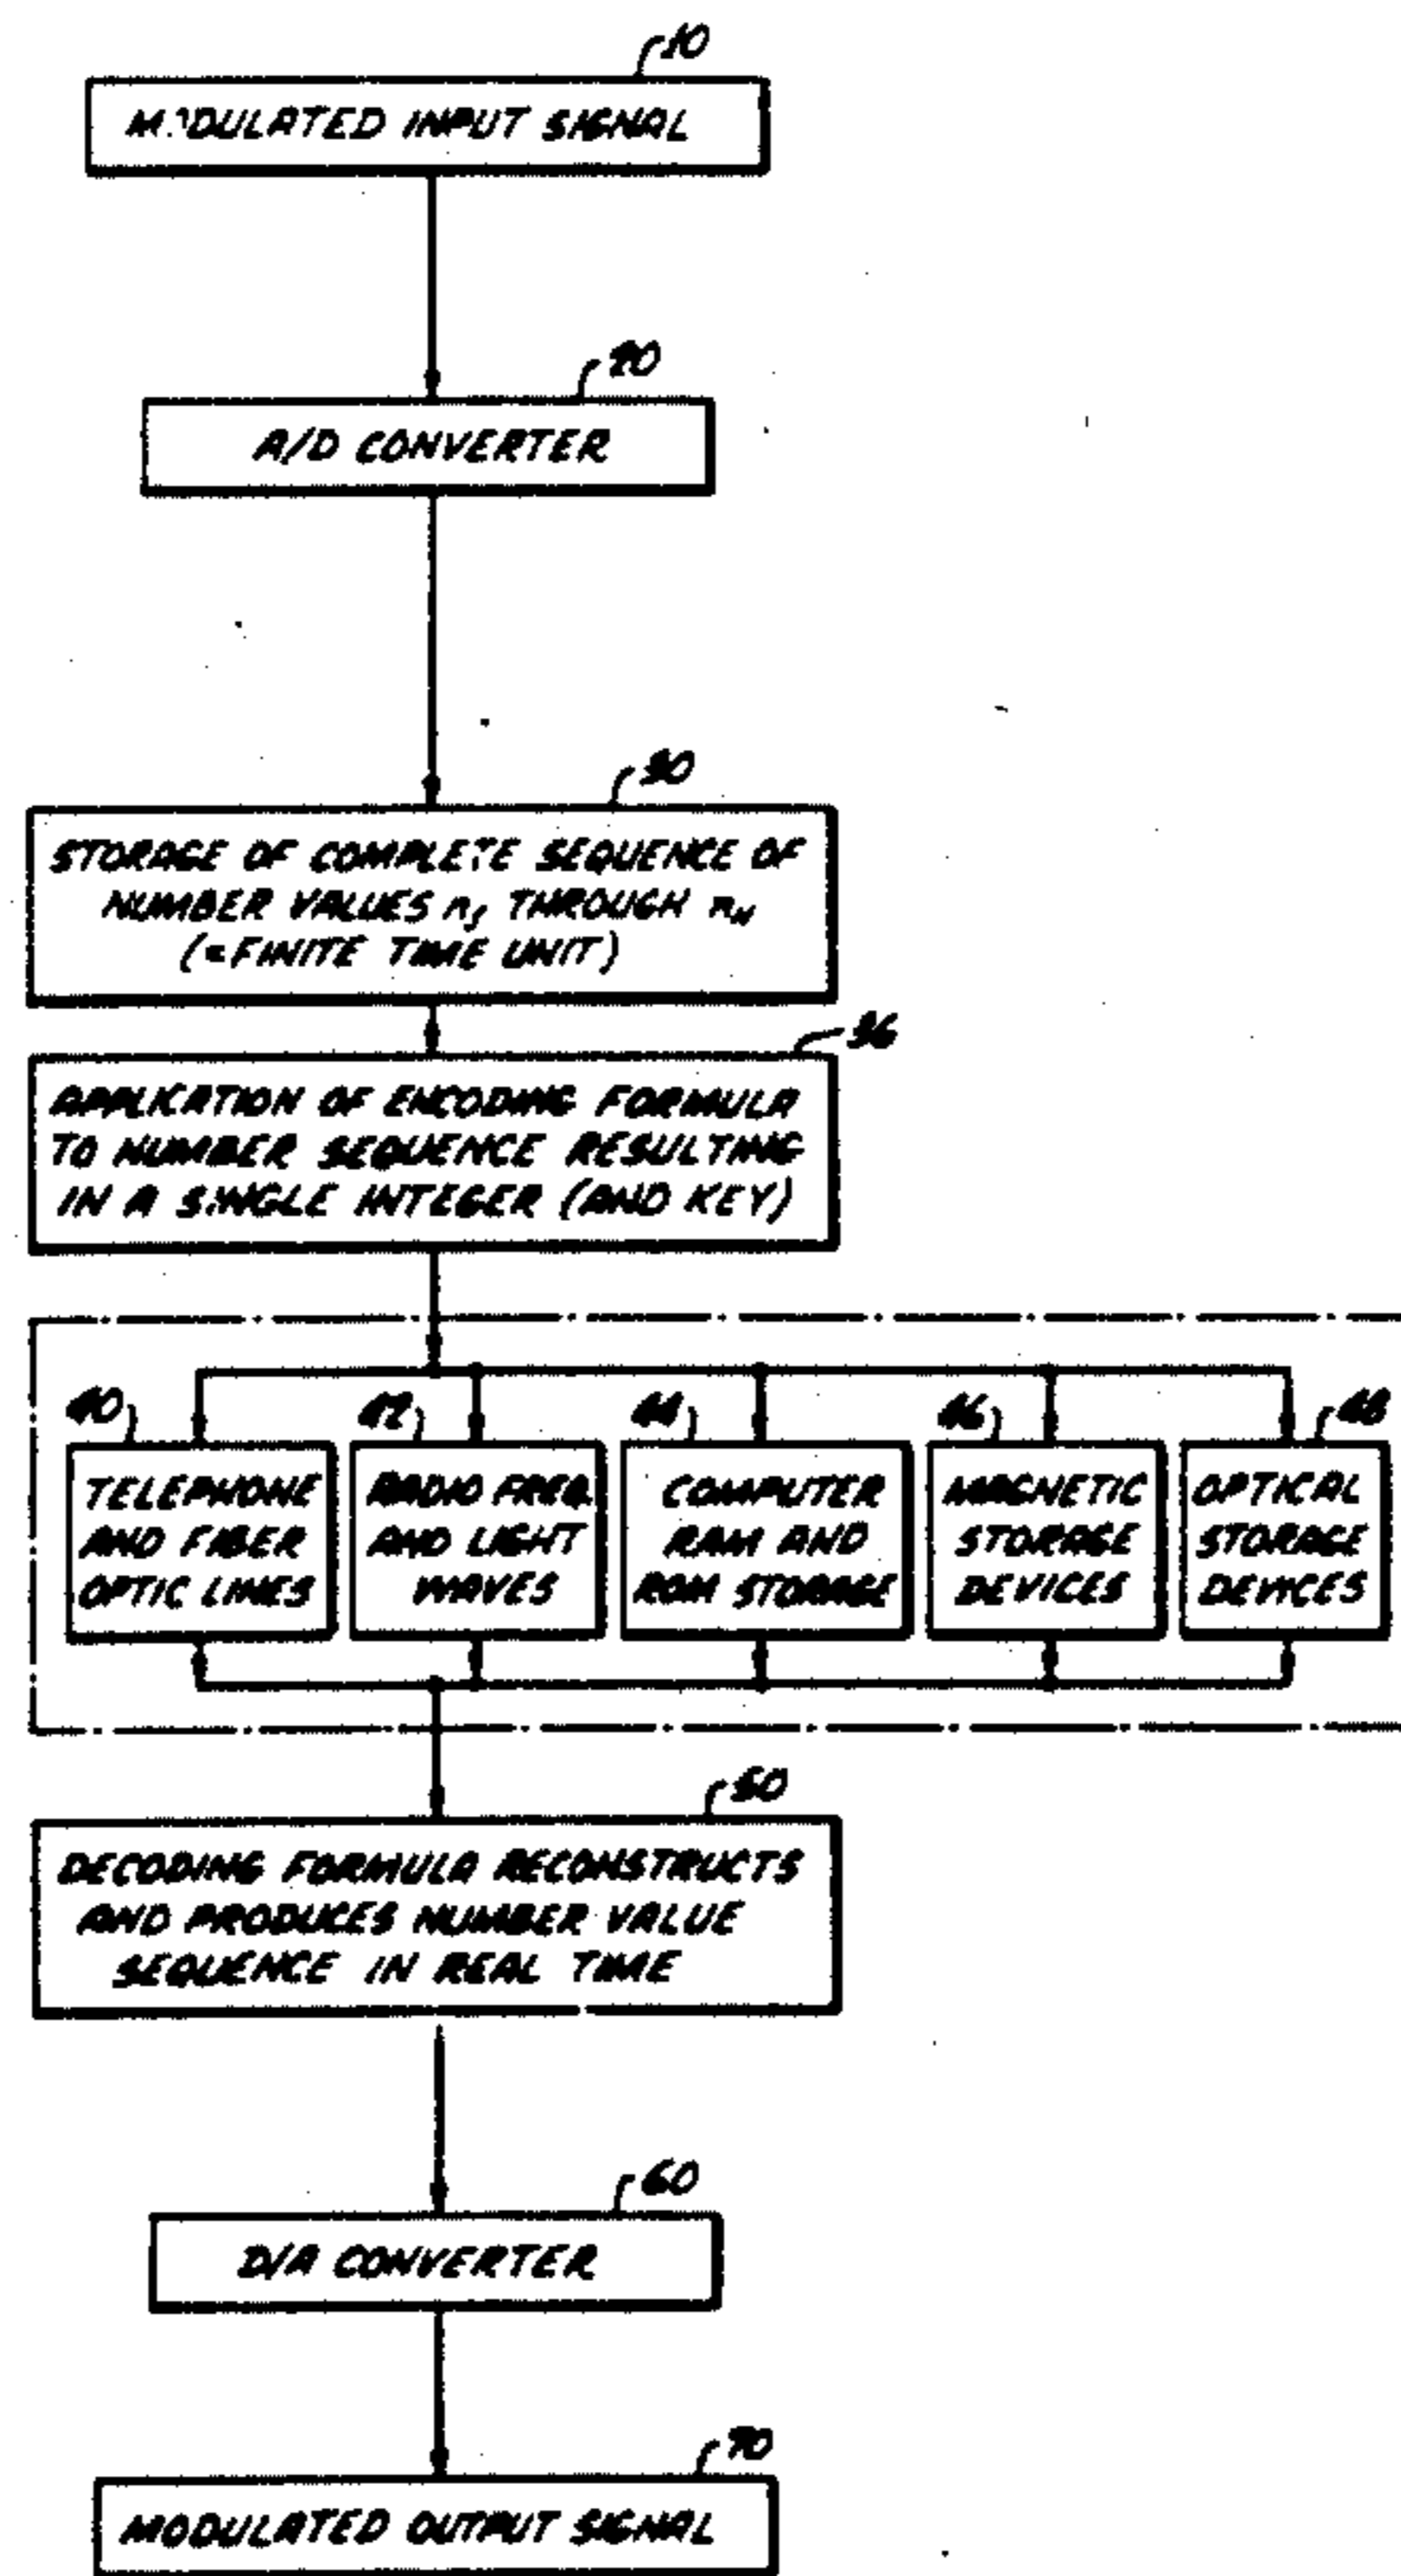 10
MODULATED INPUT SIGNAL
20
A/D CONVERTER
30
STORAGE OF COMPLETE SEQUENCE OF
NUMBER VALUES n₁ THROUGH n_N
(=FINITE TIME UNIT)
36
APPLICATION OF ENCODING FORMULA
TO NUMBER SEQUENCE RESULTING
IN A SINGLE INTEGER (AND KEY)
40
TELEPHONE
AND FIBER
OPTIC LINES
42
RADIO FREQ.
AND LIGHT
WAVES
44
COMPUTER
RAM AND
ROM STORAGE
46
MAGNETIC
STORAGE
DEVICES
48
OPTICAL
STORAGE
DEVICES
50
DECODING FORMULA RECONSTRUCTS
AND PRODUCES NUMBER VALUE
SEQUENCE IN REAL TIME
60
D/A CONVERTER
70
MODULATED OUTPUT SIGNAL